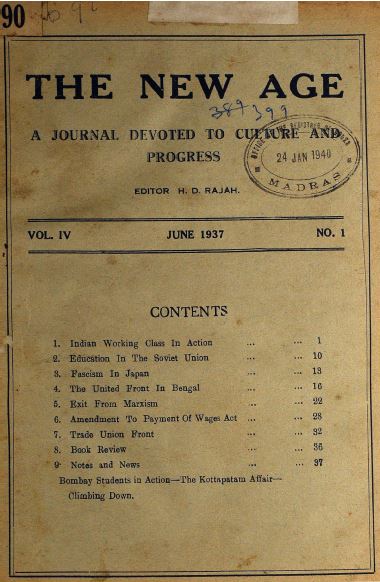 90
THE NEW AGE
389 399
A JOURNAL DEVOTED TO CULTURE AND
PROGRESS
24 JAN 1940
MADRAS
EDITOR H. D. RAJAH.
VOL. IV JUNE 1937 NO. 1
CONTENTS
1. Indian Working Class In Action ... ... 1
2. Education In The Soviet Union ... ... 10
3. Fascism In Japan ... ... 13
4. The United Front In Bengal ... ... 16
5. Exit From Marxism ... ... 22
6. Amendment To Payment Of Wages Act ... ... 28
7. Trade Union Front ... ... 32
8. Book Review ... ... 36
9· Notes and News ... ... 37
Bombay Students in Action—The Kottapatam Affair—
Climbing Down.